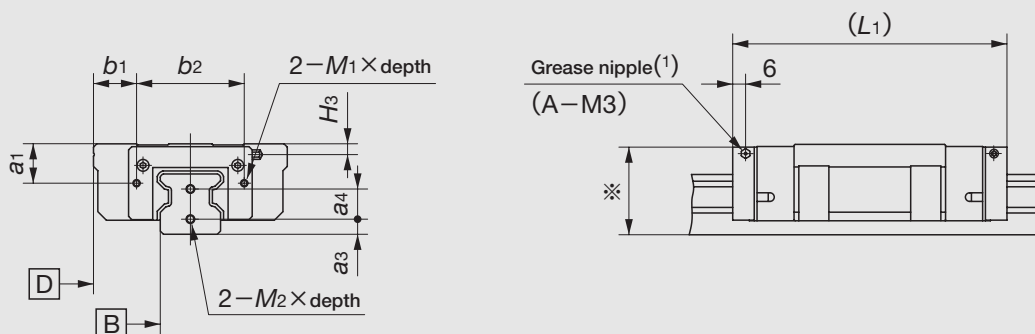 b1
b2
2−M1×depth
H3
a1
a4
a3
D
2−M2×depth
B
(L1)
6
Grease nipple(1)
(A−M3)
※